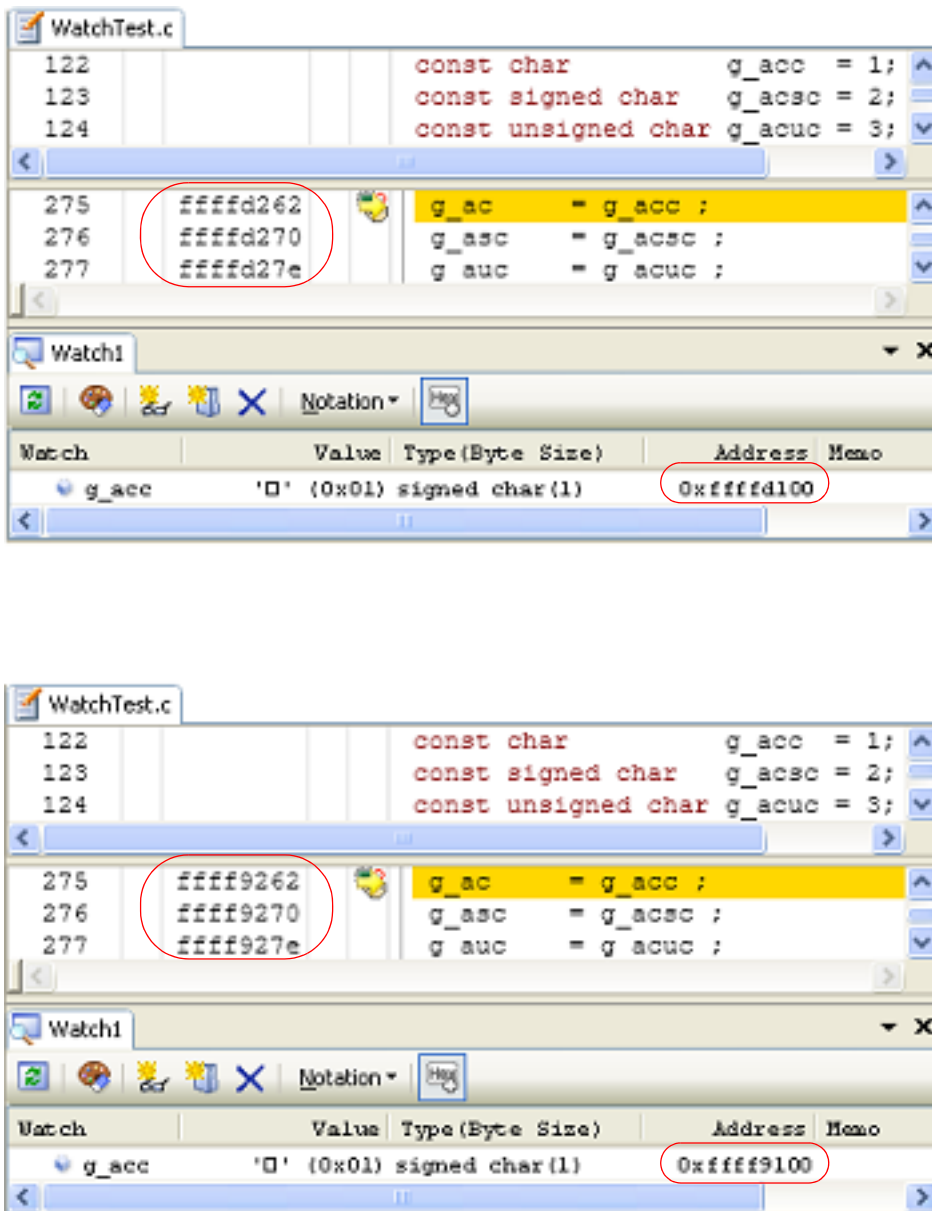 WatchTest.c
122 const char g_acc = 1;
123 const signed char g_acsc = 2;
124 const unsigned char g_acuc = 3;
275 ffffd262 g_ac = g_acc ;
276 ffffd270 g_asc = g_acsc ;
277 ffffd27e g_auc = g_acuc ;
Watch1
Notation Hex
Watch Value Type(Byte Size) Address Memo
g_acc '□' (0x01) signed char(1) 0xffffd100
WatchTest.c
122 const char g_acc = 1;
123 const signed char g_acsc = 2;
124 const unsigned char g_acuc = 3;
275 ffff9262 g_ac = g_acc ;
276 ffff9270 g_asc = g_acsc ;
277 ffff927e g_auc = g_acuc ;
Watch1
Notation Hex
Watch Value Type(Byte Size) Address Memo
g_acc '□' (0x01) signed char(1) 0xffff9100